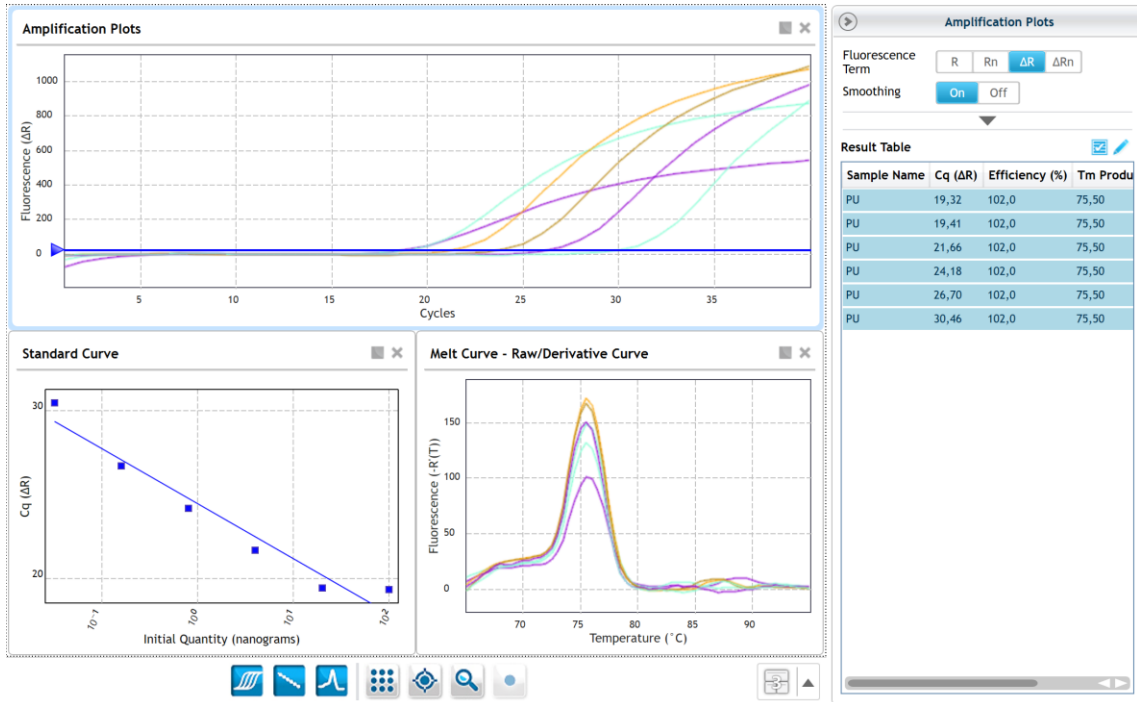 Amplification Plots
1000
800
600
400
200
0
Fluorescence (ΔR)
5 10 15 20 25 30 35
Cycles
Standard Curve
30
20
Cq (ΔR)
10⁻¹ 10⁰ 10¹ 10²
Initial Quantity (nanograms)
Melt Curve - Raw/Derivative Curve
150
100
50
0
Fluorescence (-R'(T))
70 75 80 85 90
Temperature (°C)
3
Amplification Plots
Fluorescence Term
R Rn ΔR ΔRn
Smoothing
On Off
Result Table
Sample Name Cq (ΔR) Efficiency (%) Tm Produ
PU 19,32 102,0 75,50
PU 19,41 102,0 75,50
PU 21,66 102,0 75,50
PU 24,18 102,0 75,50
PU 26,70 102,0 75,50
PU 30,46 102,0 75,50